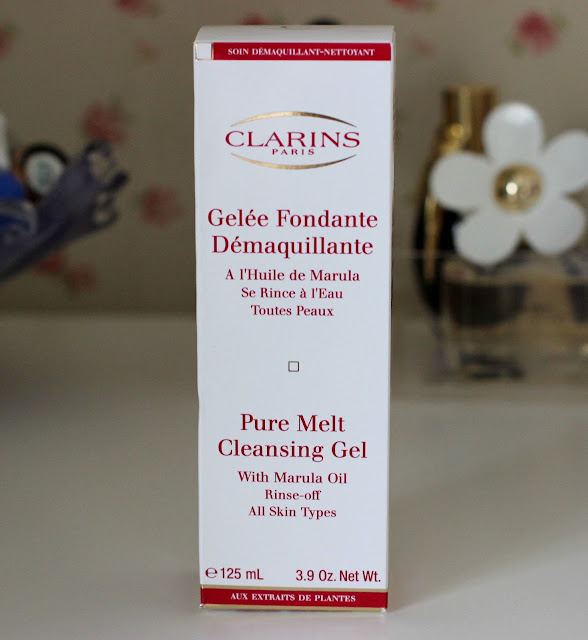 SOIN DÉMAQUILLANT-NETTOYANT
CLARINS
PARIS
Gelée Fondante
Démaquillante
A l'Huile de Marula
Se Rince à l'Eau
Toutes Peaux
Pure Melt
Cleansing Gel
With Marula Oil
Rinse-off
All Skin Types
℮ 125 mL 3.9 Oz. Net Wt.
AUX EXTRAITS DE PLANTES